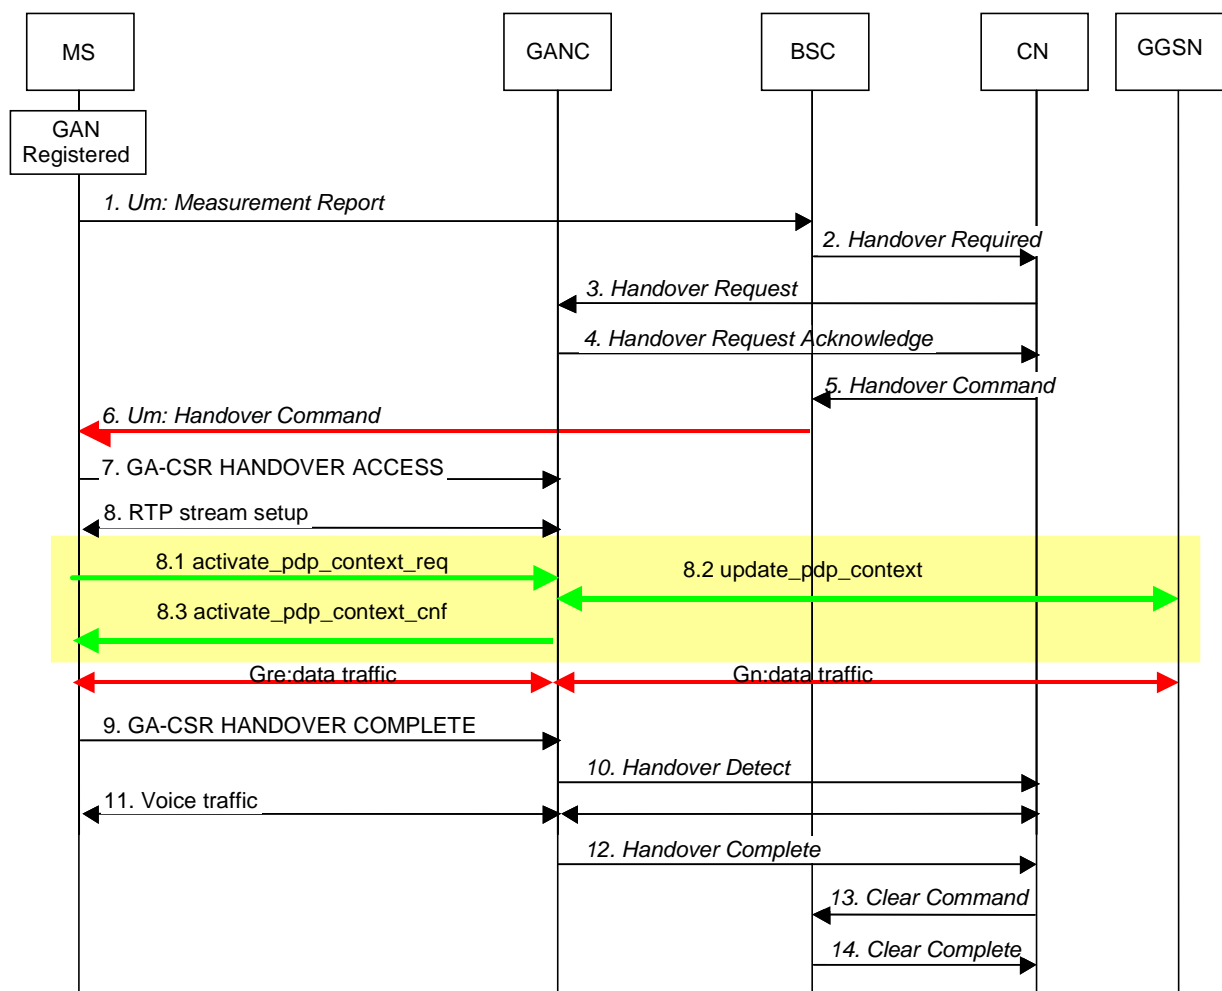 MS
GANC
BSC
CN
GGSN
GAN
Registered
1. Um: Measurement Report
2. Handover Required
3. Handover Request
4. Handover Request Acknowledge
5. Handover Command
6. Um: Handover Command
7. GA-CSR HANDOVER ACCESS
8. RTP stream setup
8.1 activate_pdp_context_req
8.2 update_pdp_context
8.3 activate_pdp_context_cnf
Gre:data traffic
Gn:data traffic
9. GA-CSR HANDOVER COMPLETE
10. Handover Detect
11. Voice traffic
12. Handover Complete
13. Clear Command
14. Clear Complete